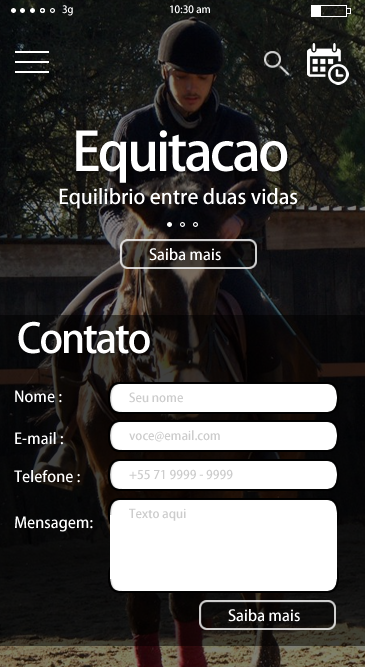 3g
10:30 am
Equitacao
Equilibrio entre duas vidas
Saiba mais
Contato
Nome :
Seu nome
E-mail :
voce@email.com
Telefone :
+55 71 9999 - 9999
Mensagem:
Texto aqui
Saiba mais